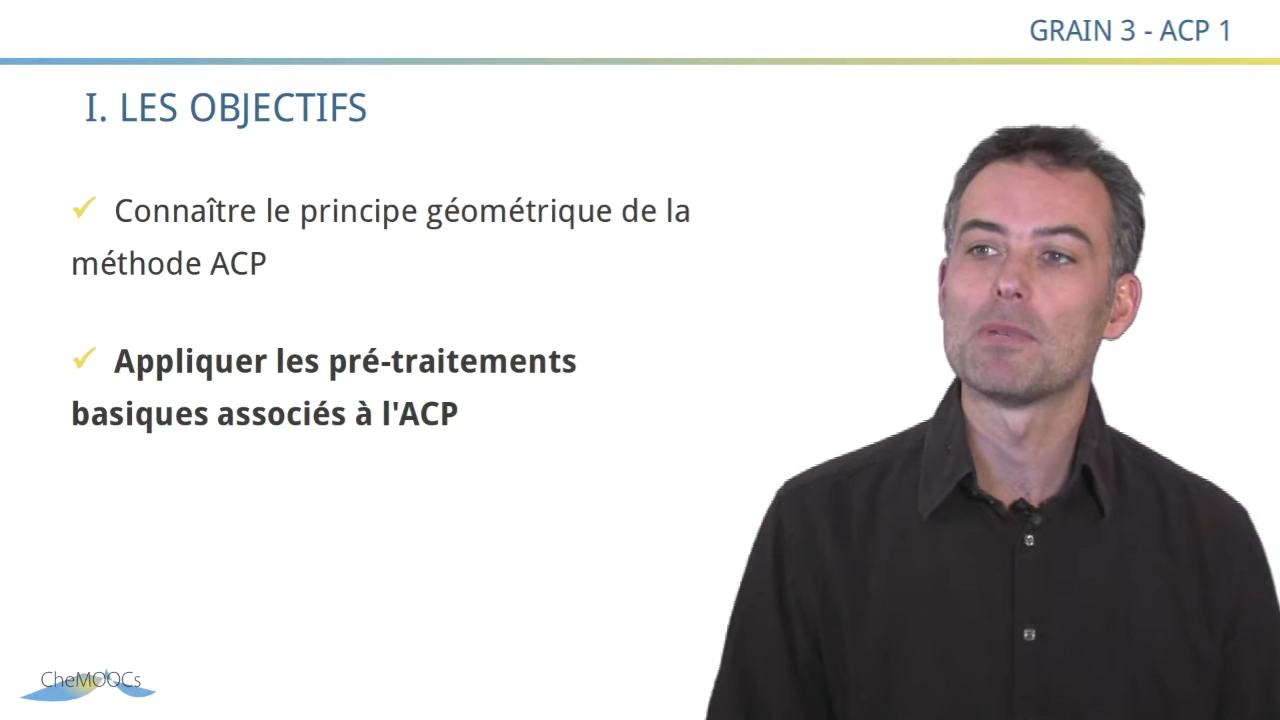 GRAIN 3 - ACP 1
I. LES OBJECTIFS
✓ Connaître le principe géométrique de la
méthode ACP
✓ Appliquer les pré-traitements
basiques associés à l'ACP
CheMOOCs